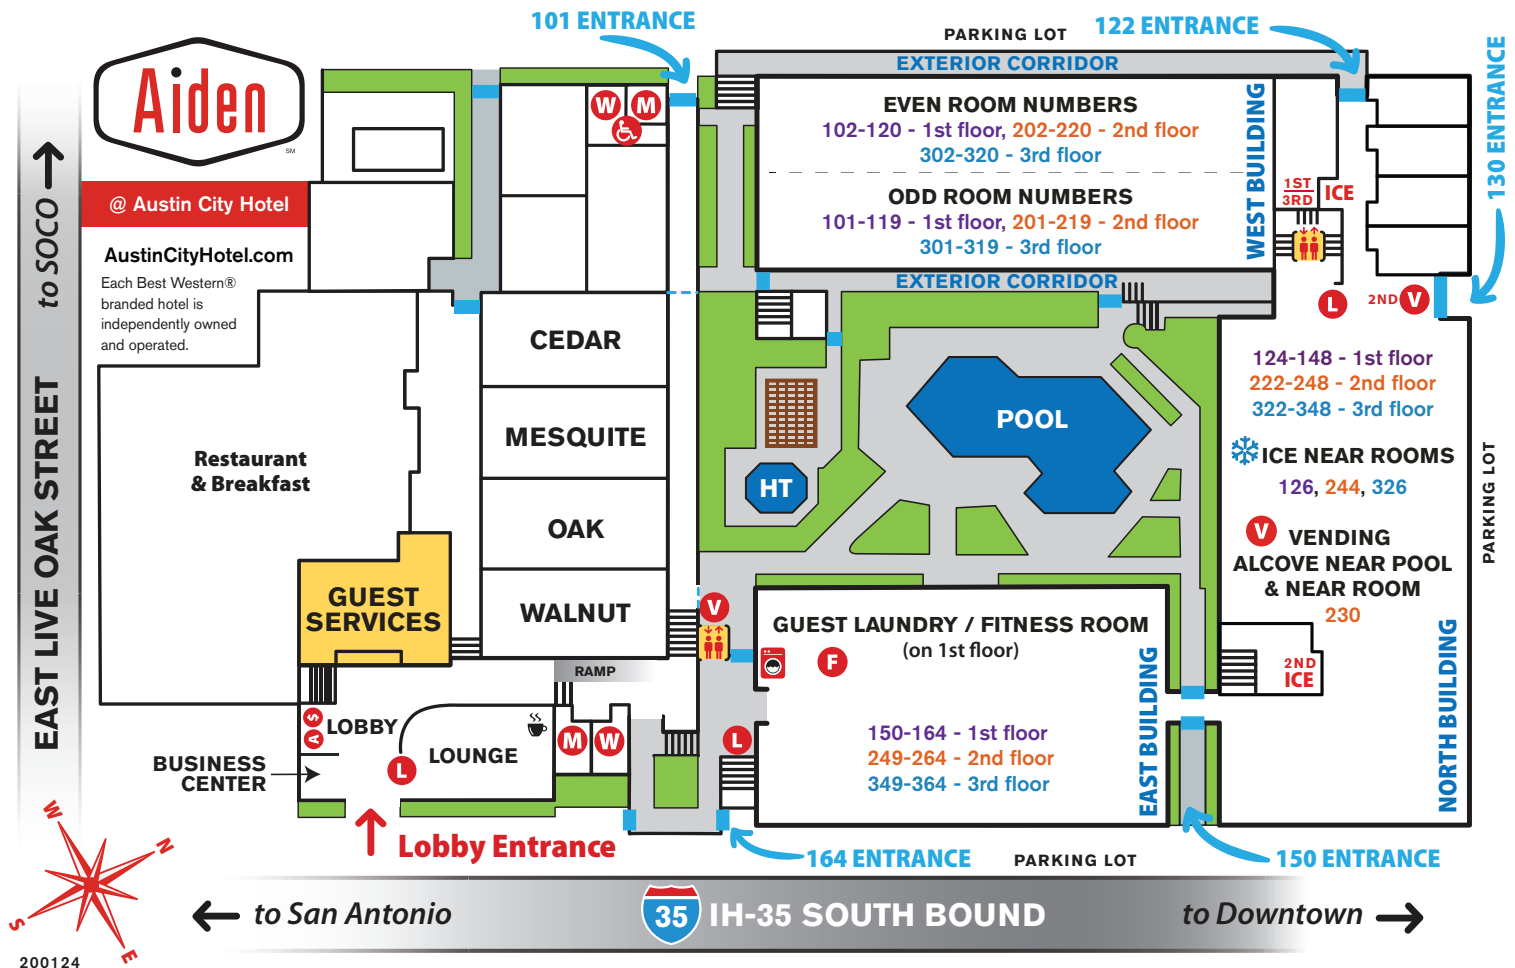 101 ENTRANCE
PARKING LOT
122 ENTRANCE
130 ENTRANCE
EXTERIOR CORRIDOR
Aiden
SM
@ Austin City Hotel
AustinCityHotel.com
Each Best Western®
branded hotel is
independently owned
and operated.
to SOCO
EAST LIVE OAK STREET
W
M
EVEN ROOM NUMBERS
102-120 - 1st floor, 202-220 - 2nd floor
302-320 - 3rd floor
ODD ROOM NUMBERS
101-119 - 1st floor, 201-219 - 2nd floor
301-319 - 3rd floor
WEST BUILDING
1ST
3RD
ICE
EXTERIOR CORRIDOR
L
2ND V
CEDAR
MESQUITE
OAK
WALNUT
Restaurant
& Breakfast
GUEST
SERVICES
POOL
HT
124-148 - 1st floor
222-248 - 2nd floor
322-348 - 3rd floor
ICE NEAR ROOMS
126, 244, 326
V VENDING
ALCOVE NEAR POOL
& NEAR ROOM
230
PARKING LOT
2ND
ICE
NORTH BUILDING
V
GUEST LAUNDRY / FITNESS ROOM
(on 1st floor)
F
EAST BUILDING
150-164 - 1st floor
249-264 - 2nd floor
349-364 - 3rd floor
L
RAMP
S
A
LOBBY
LOUNGE
L
M
W
BUSINESS
CENTER
Lobby Entrance
164 ENTRANCE
PARKING LOT
150 ENTRANCE
W
N
S
E
to San Antonio
35
IH-35 SOUTH BOUND
to Downtown
200124